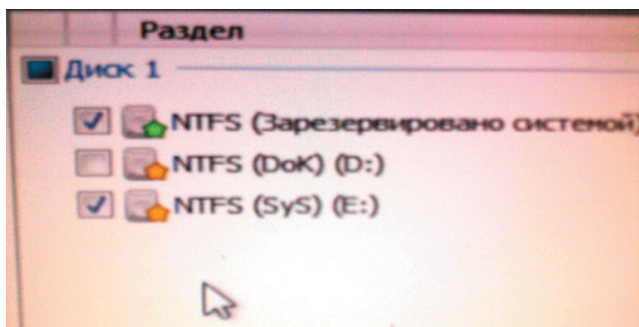 Раздел
Диск 1
NTFS (Зарезервировано системой)
NTFS (DoK) (D:)
NTFS (SyS) (E:)